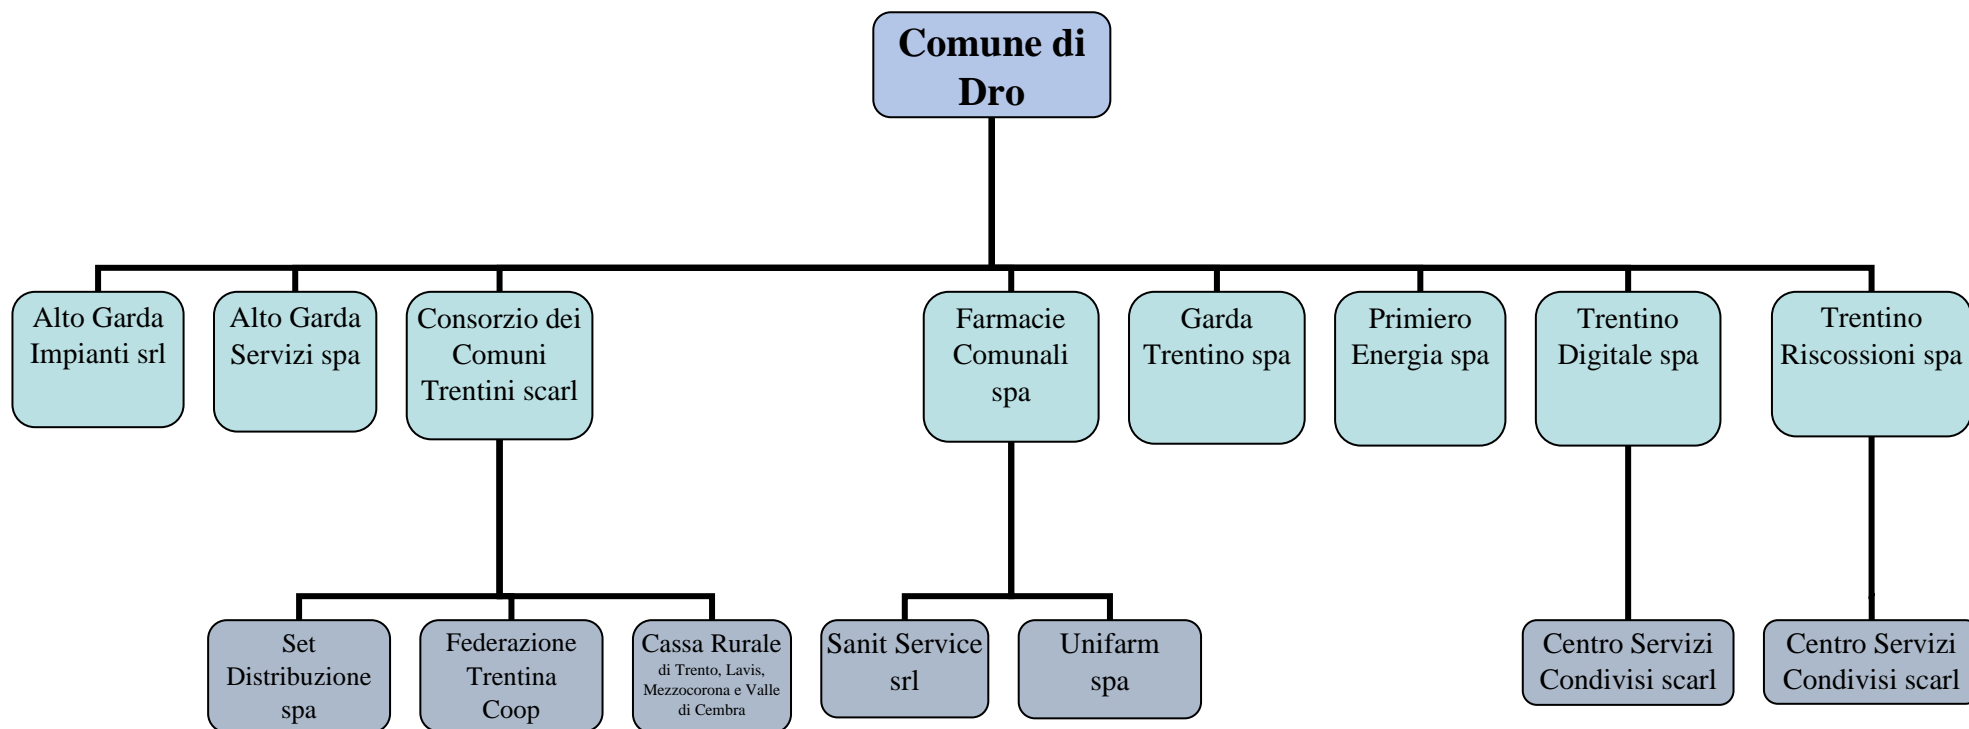 Comune di
Dro
Alto Garda
Impianti srl
Alto Garda
Servizi spa
Consorzio dei
Comuni
Trentini scarl
Farmacie
Comunali
spa
Garda
Trentino spa
Primiero
Energia spa
Trentino
Digitale spa
Trentino
Riscossioni spa
Set
Distribuzione
spa
Federazione
Trentina
Coop
Cassa Rurale
di Trento, Lavis,
Mezzocorona e Valle
di Cembra
Sanit Service
srl
Unifarm
spa
Centro Servizi
Condivisi scarl
Centro Servizi
Condivisi scarl